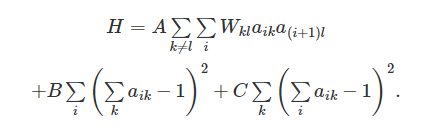 H = A∑_{k≠l} ∑_i W_{kl} a_{ik} a_{(i+1)l}
+B∑_i (∑_k a_{ik} − 1)^2 + C∑_k (∑_i a_{ik} − 1)^2.